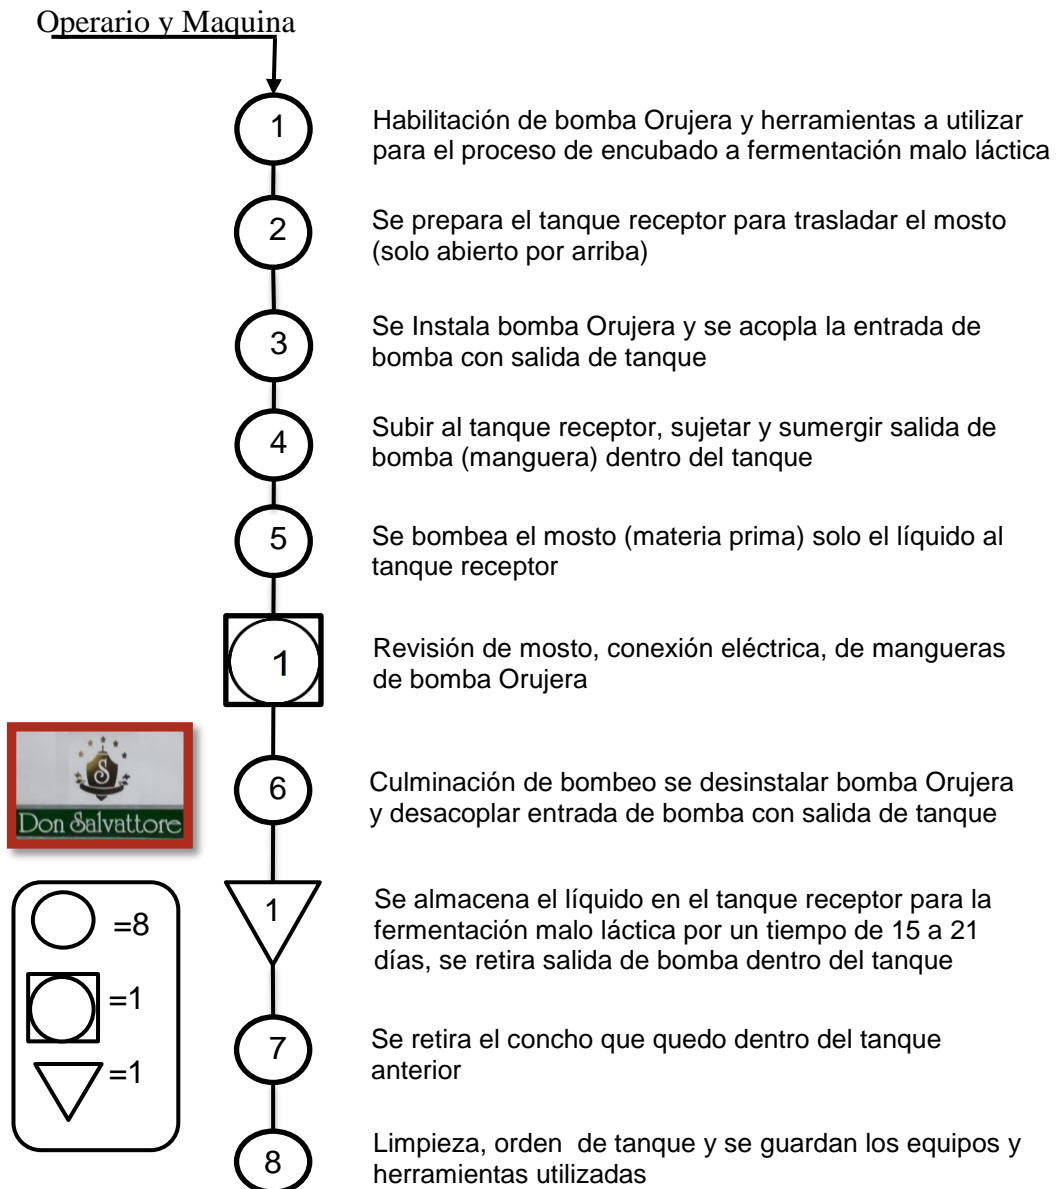 Operario y Maquina
1
Habilitación de bomba Orujera y herramientas a utilizar
para el proceso de encubado a fermentación malo láctica
2
Se prepara el tanque receptor para trasladar el mosto
(solo abierto por arriba)
3
Se Instala bomba Orujera y se acopla la entrada de
bomba con salida de tanque
4
Subir al tanque receptor, sujetar y sumergir salida de
bomba (manguera) dentro del tanque
5
Se bombea el mosto (materia prima) solo el líquido al
tanque receptor
1
Revisión de mosto, conexión eléctrica, de mangueras
de bomba Orujera
S
Don Salvattore
6
Culminación de bombeo se desinstalar bomba Orujera
y desacoplar entrada de bomba con salida de tanque
1
Se almacena el líquido en el tanque receptor para la
fermentación malo láctica por un tiempo de 15 a 21
días, se retira salida de bomba dentro del tanque
=8
=1
=1
7
Se retira el concho que quedo dentro del tanque
anterior
8
Limpieza, orden de tanque y se guardan los equipos y
herramientas utilizadas